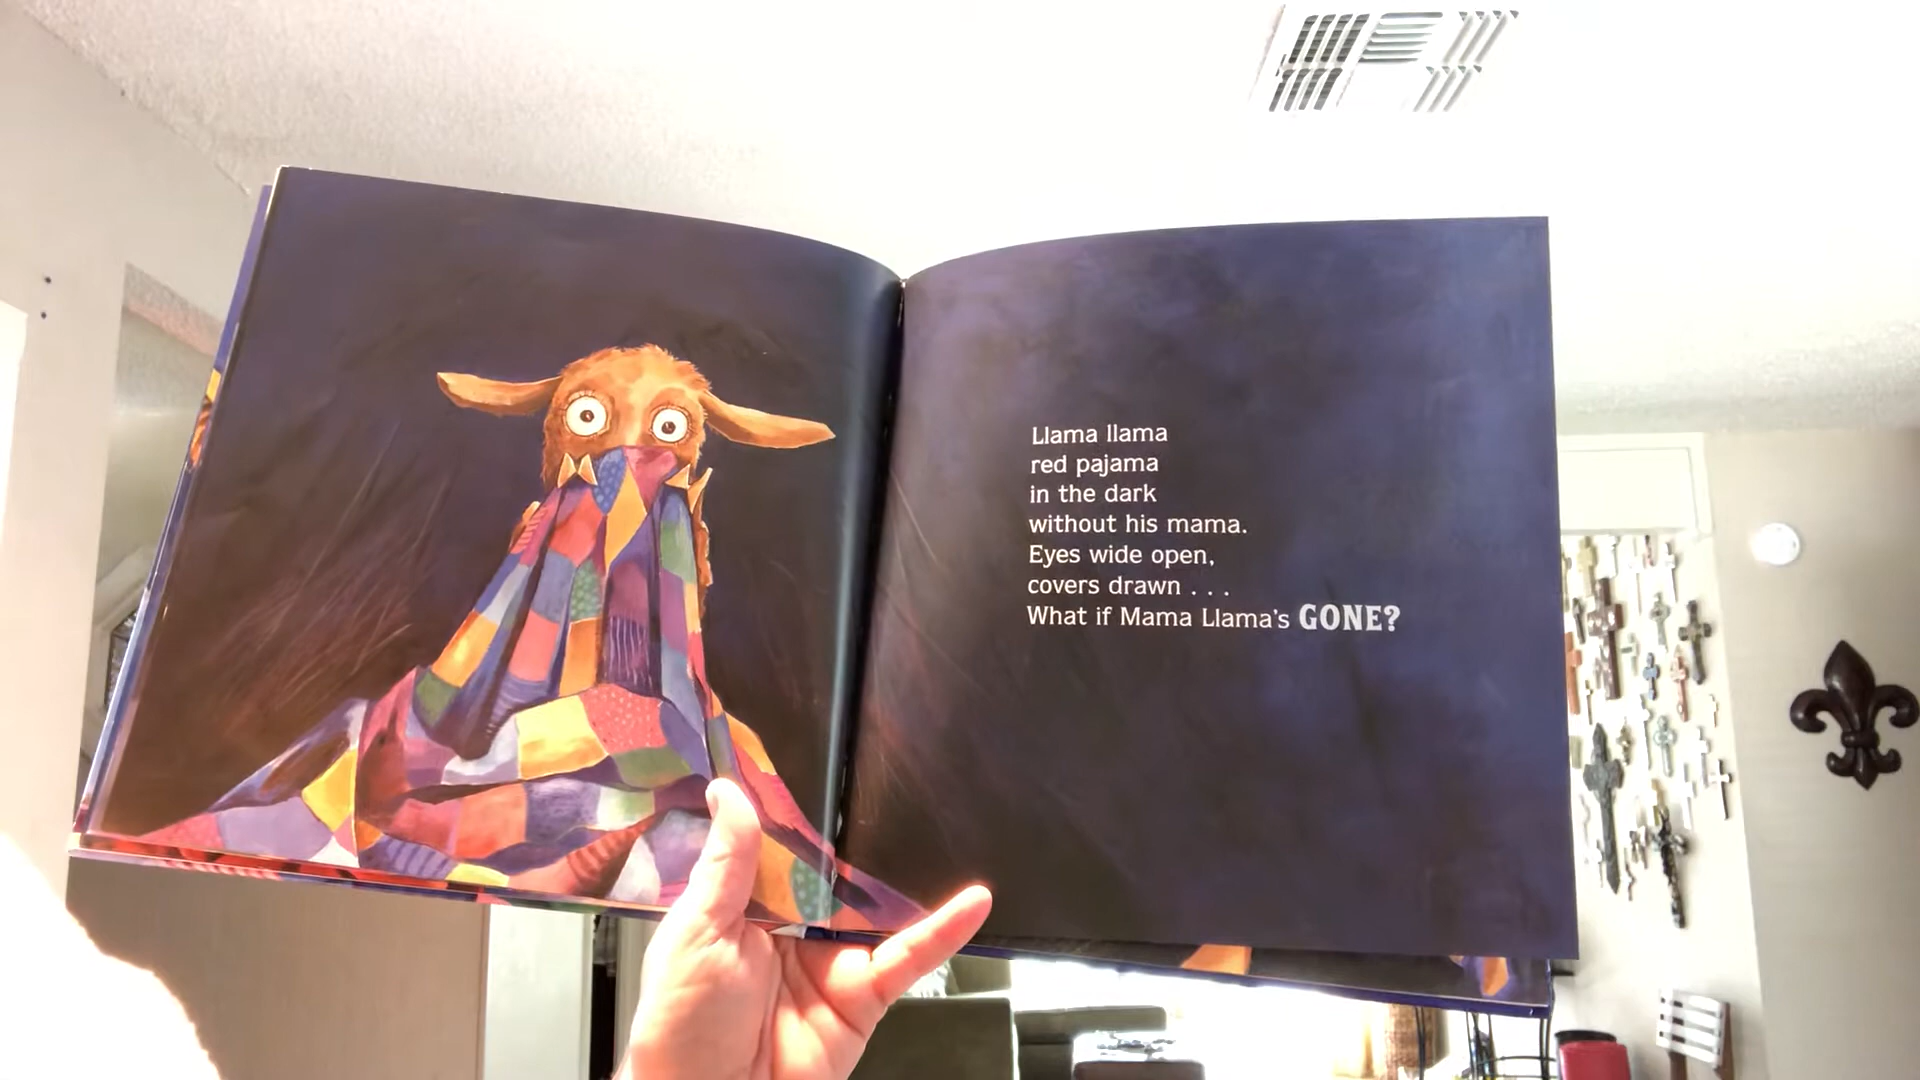 Llama llama
red pajama
in the dark
without his mama.
Eyes wide open,
covers drawn . . .
What if Mama Llama's GONE?